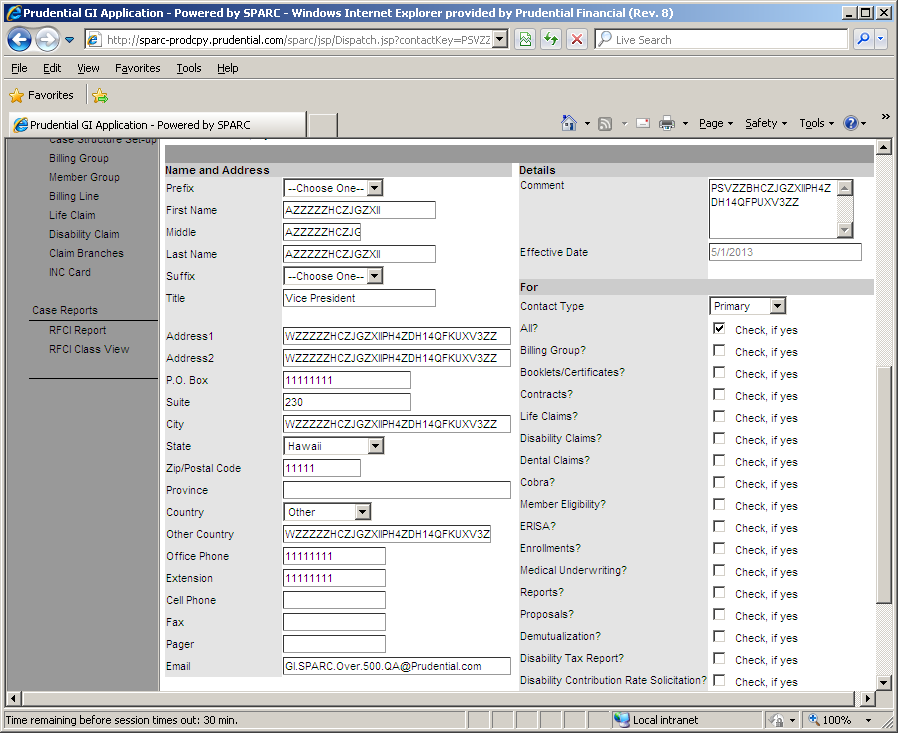 Prudential GI Application - Powered by SPARC - Windows Internet Explorer provided by Prudential Financial (Rev. 8)
http://sparc-prodcpy.prudential.com/sparc/jsp/Dispatch.jsp?contactKey=PSVZZ
Live Search
File Edit View Favorites Tools Help
Favorites
Prudential GI Application - Powered by SPARC
Page Safety Tools
Case Structure Set-up
Billing Group
Member Group
Billing Line
Life Claim
Disability Claim
Claim Branches
INC Card
Case Reports
RFCI Report
RFCI Class View
Name and Address
Prefix --Choose One--
First Name AZZZZZHCZJGZXII
Middle AZZZZZHCZJG
Last Name AZZZZZHCZJGZXII
Suffix --Choose One--
Title Vice President
Address1 WZZZZZHCZJGZXIIPH4ZDH14QFKUXV3ZZ
Address2 WZZZZZHCZJGZXIIPH4ZDH14QFKUXV3ZZ
P.O. Box 11111111
Suite 230
City WZZZZZHCZJGZXIIPH4ZDH14QFKUXV3ZZ
State Hawaii
Zip/Postal Code 11111
Province
Country Other
Other Country WZZZZZHCZJGZXIIPH4ZDH14QFKUXV3Z
Office Phone 11111111
Extension 11111111
Cell Phone
Fax
Pager
Email GI.SPARC.Over.500.QA@Prudential.com
Details
Comment PSVZZBHCZJGZXIIPH4Z
DH14QFPUXV3ZZ
Effective Date 5/1/2013
For
Contact Type Primary
All? Check, if yes
Billing Group? Check, if yes
Booklets/Certificates? Check, if yes
Contracts? Check, if yes
Life Claims? Check, if yes
Disability Claims? Check, if yes
Dental Claims? Check, if yes
Cobra? Check, if yes
Member Eligibility? Check, if yes
ERISA? Check, if yes
Enrollments? Check, if yes
Medical Underwriting? Check, if yes
Reports? Check, if yes
Proposals? Check, if yes
Demutualization? Check, if yes
Disability Tax Report? Check, if yes
Disability Contribution Rate Solicitation? Check, if yes
Time remaining before session times out: 30 min.
Local intranet
100%